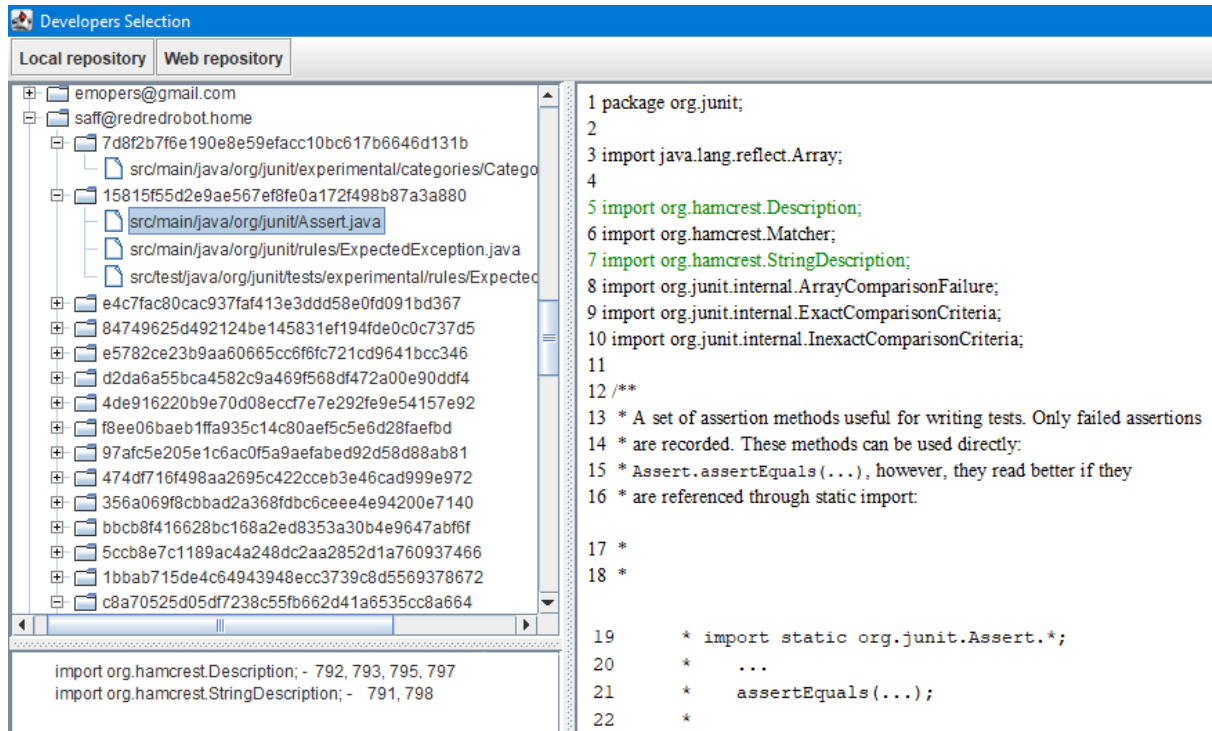 Developers Selection
Local repository Web repository
emopers@gmail.com
saff@redredrobot.home
7d8f2b7f6e190e8e59efacc10bc617b6646d131b
src/main/java/org/junit/experimental/categories/Catego
15815f55d2e9ae567ef8fe0a172f498b87a3a880
src/main/java/org/junit/Assert.java
src/main/java/org/junit/rules/ExpectedException.java
src/test/java/org/junit/tests/experimental/rules/Expected
e4c7fac80cac937faf413e3ddd58e0fd091bd367
84749625d492124be145831ef194fde0c0c737d5
e5782ce23b9aa60665cc6f6fc721cd9641bcc346
d2da6a55bca4582c9a469f568df472a00e90ddf4
4de916220b9e70d08eccf7e7e292fe9e54157e92
f8ee06baeb1ffa935c14c80aef5c5e6d28faefbd
97afc5e205e1c6ac0f5a9aefabed92d58d88ab81
474df716f498aa2695c422cceb3e46cad999e972
356a069f8cbbad2a368fdbc6ceee4e94200e7140
bbcb8f416628bc168a2ed8353a30b4e9647abf6f
5ccb8e7c1189ac4a248dc2aa2852d1a760937466
1bbab715de4c64943948ecc3739c8d5569378672
c8a70525d05df7238c55fb662d41a6535cc8a664
import org.hamcrest.Description; - 792, 793, 795, 797
import org.hamcrest.StringDescription; - 791, 798
1 package org.junit;
2
3 import java.lang.reflect.Array;
4
5 import org.hamcrest.Description;
6 import org.hamcrest.Matcher;
7 import org.hamcrest.StringDescription;
8 import org.junit.internal.ArrayComparisonFailure;
9 import org.junit.internal.ExactComparisonCriteria;
10 import org.junit.internal.InexactComparisonCriteria;
11
12 /**
13 * A set of assertion methods useful for writing tests. Only failed assertions
14 * are recorded. These methods can be used directly:
15 * Assert.assertEquals(...), however, they read better if they
16 * are referenced through static import:
17 *
18 *
19 * import static org.junit.Assert.*;
20 * ...
21 * assertEquals(...);
22 *